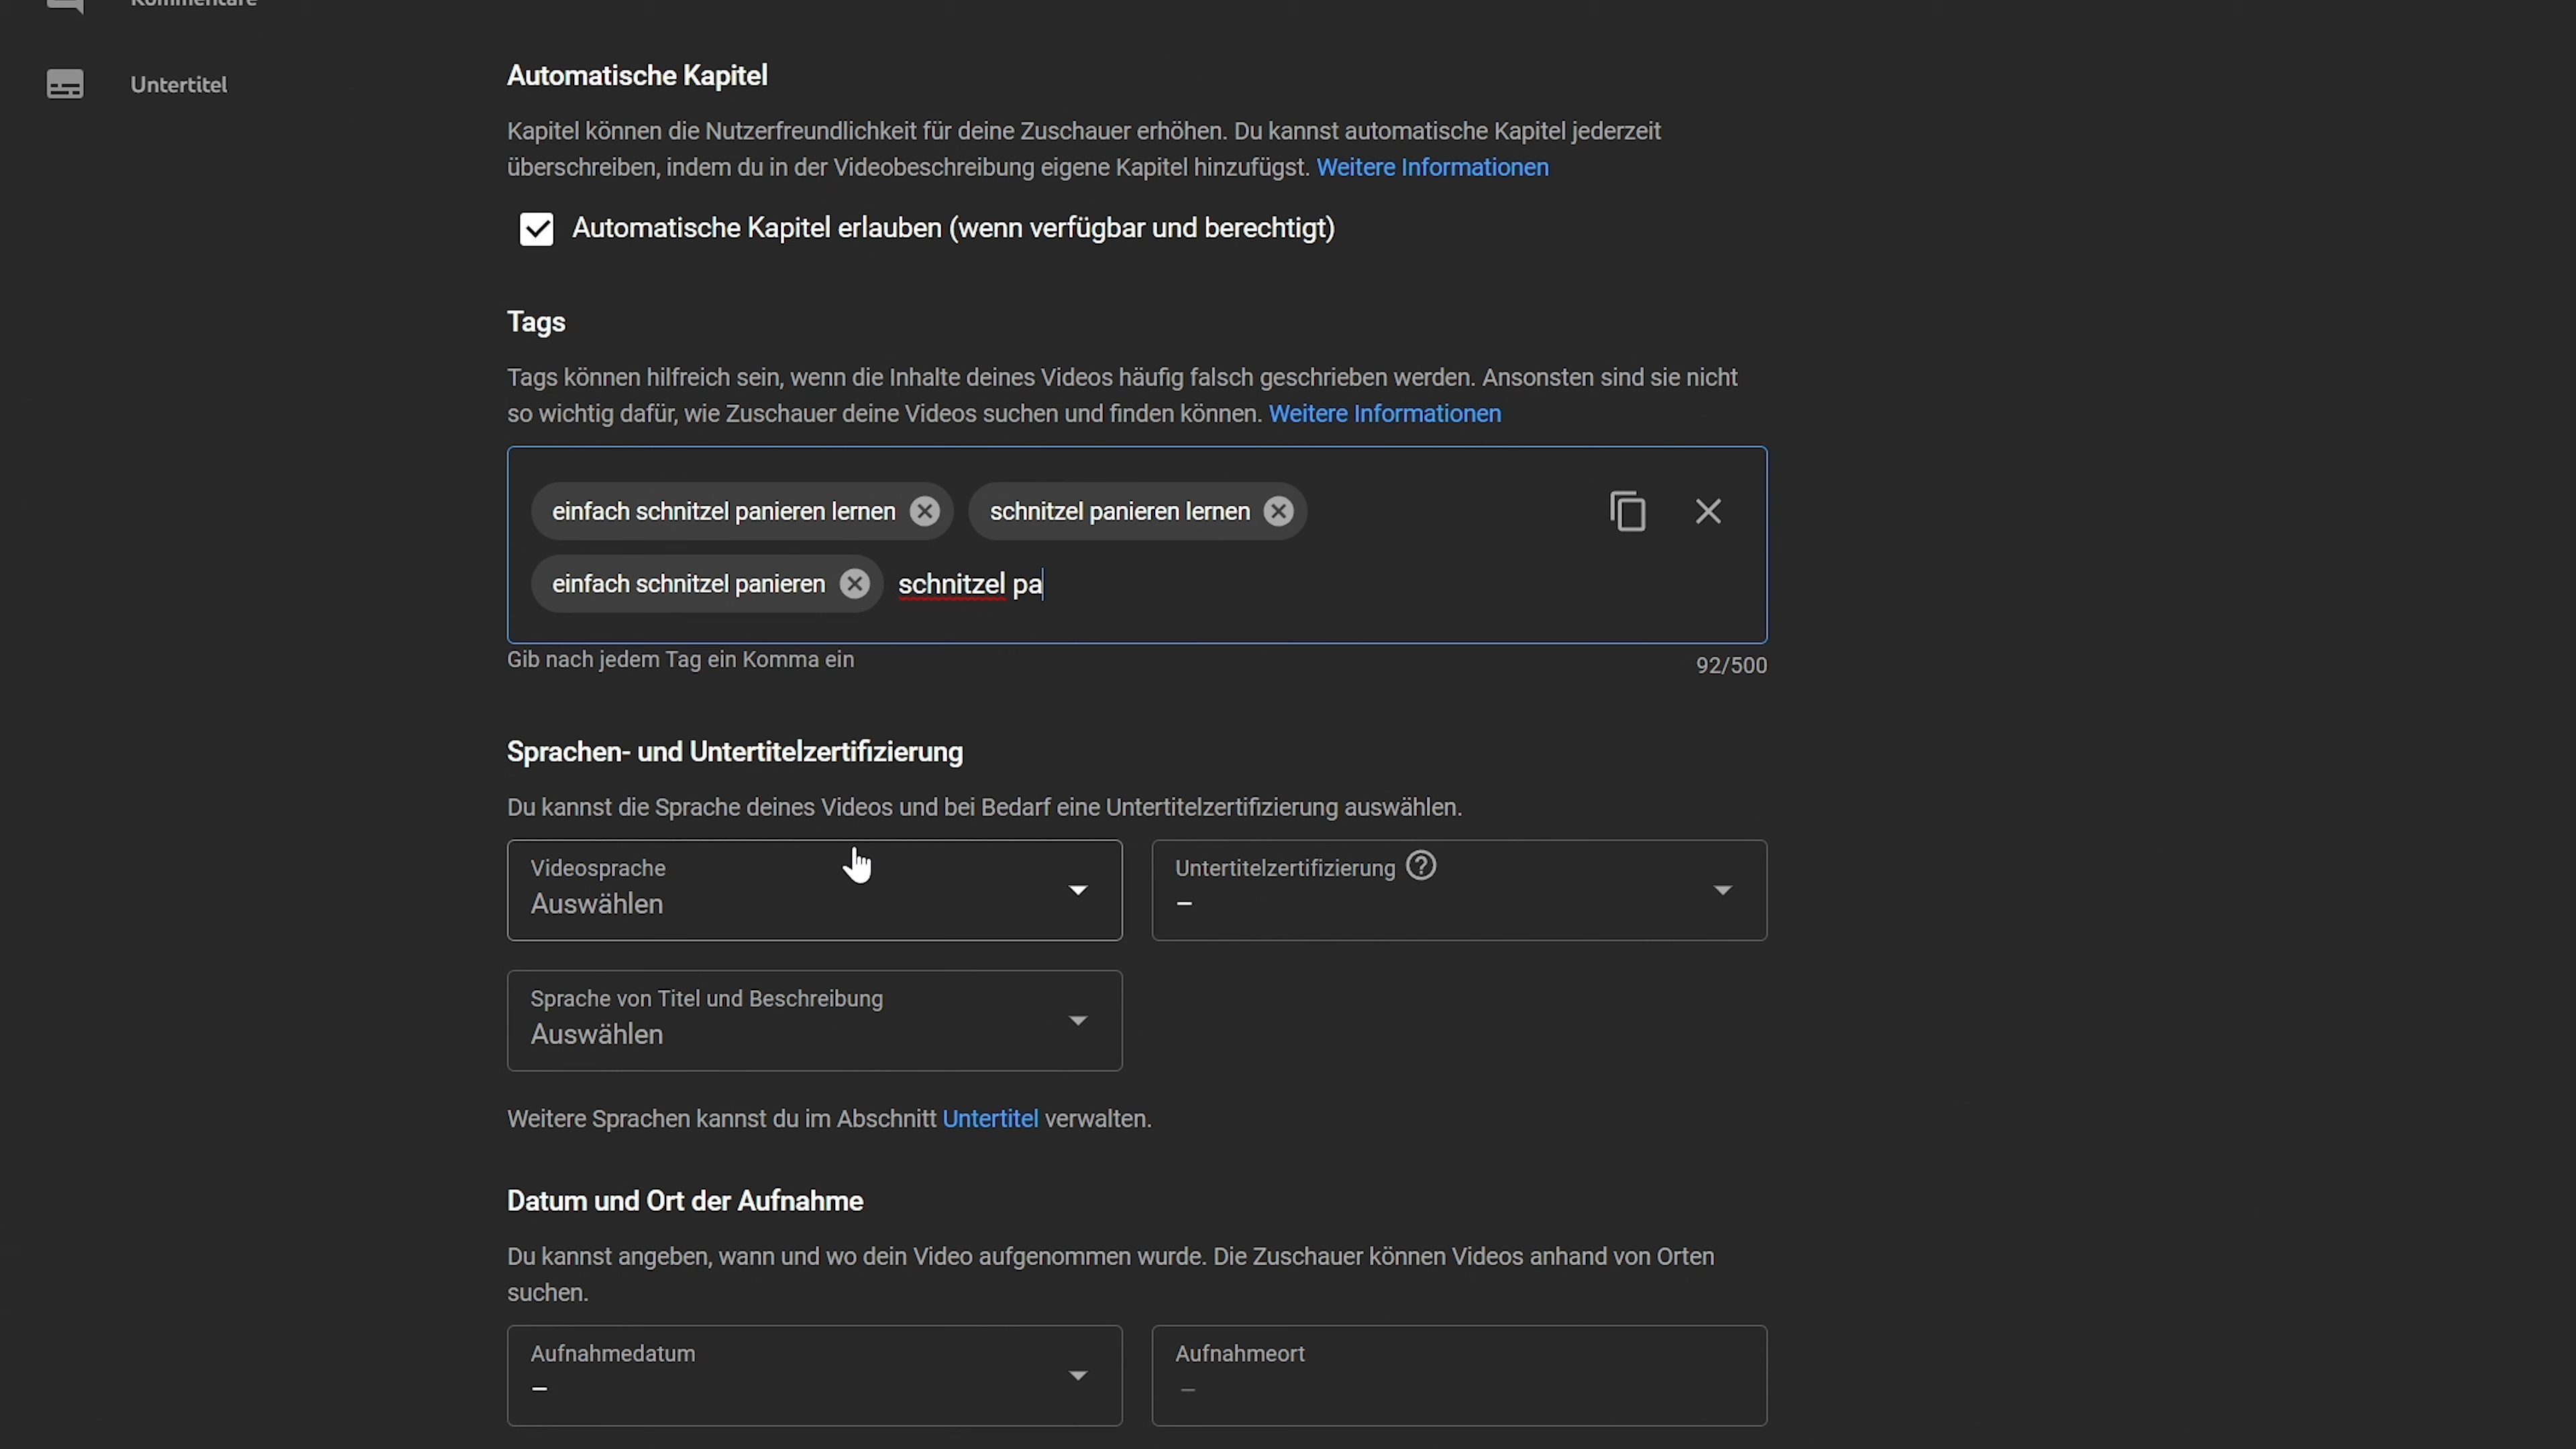 Kommentare
Untertitel
Automatische Kapitel
Kapitel können die Nutzerfreundlichkeit für deine Zuschauer erhöhen. Du kannst automatische Kapitel jederzeit
überschreiben, indem du in der Videobeschreibung eigene Kapitel hinzufügst. Weitere Informationen
Automatische Kapitel erlauben (wenn verfügbar und berechtigt)
Tags
Tags können hilfreich sein, wenn die Inhalte deines Videos häufig falsch geschrieben werden. Ansonsten sind sie nicht
so wichtig dafür, wie Zuschauer deine Videos suchen und finden können. Weitere Informationen
einfach schnitzel panieren lernen schnitzel panieren lernen
einfach schnitzel panieren schnitzel pa
Gib nach jedem Tag ein Komma ein 92/500
Sprachen- und Untertitelzertifizierung
Du kannst die Sprache deines Videos und bei Bedarf eine Untertitelzertifizierung auswählen.
Videosprache Untertitelzertifizierung ?
Auswählen –
Sprache von Titel und Beschreibung
Auswählen
Weitere Sprachen kannst du im Abschnitt Untertitel verwalten.
Datum und Ort der Aufnahme
Du kannst angeben, wann und wo dein Video aufgenommen wurde. Die Zuschauer können Videos anhand von Orten
suchen.
Aufnahmedatum Aufnahmeort
– –